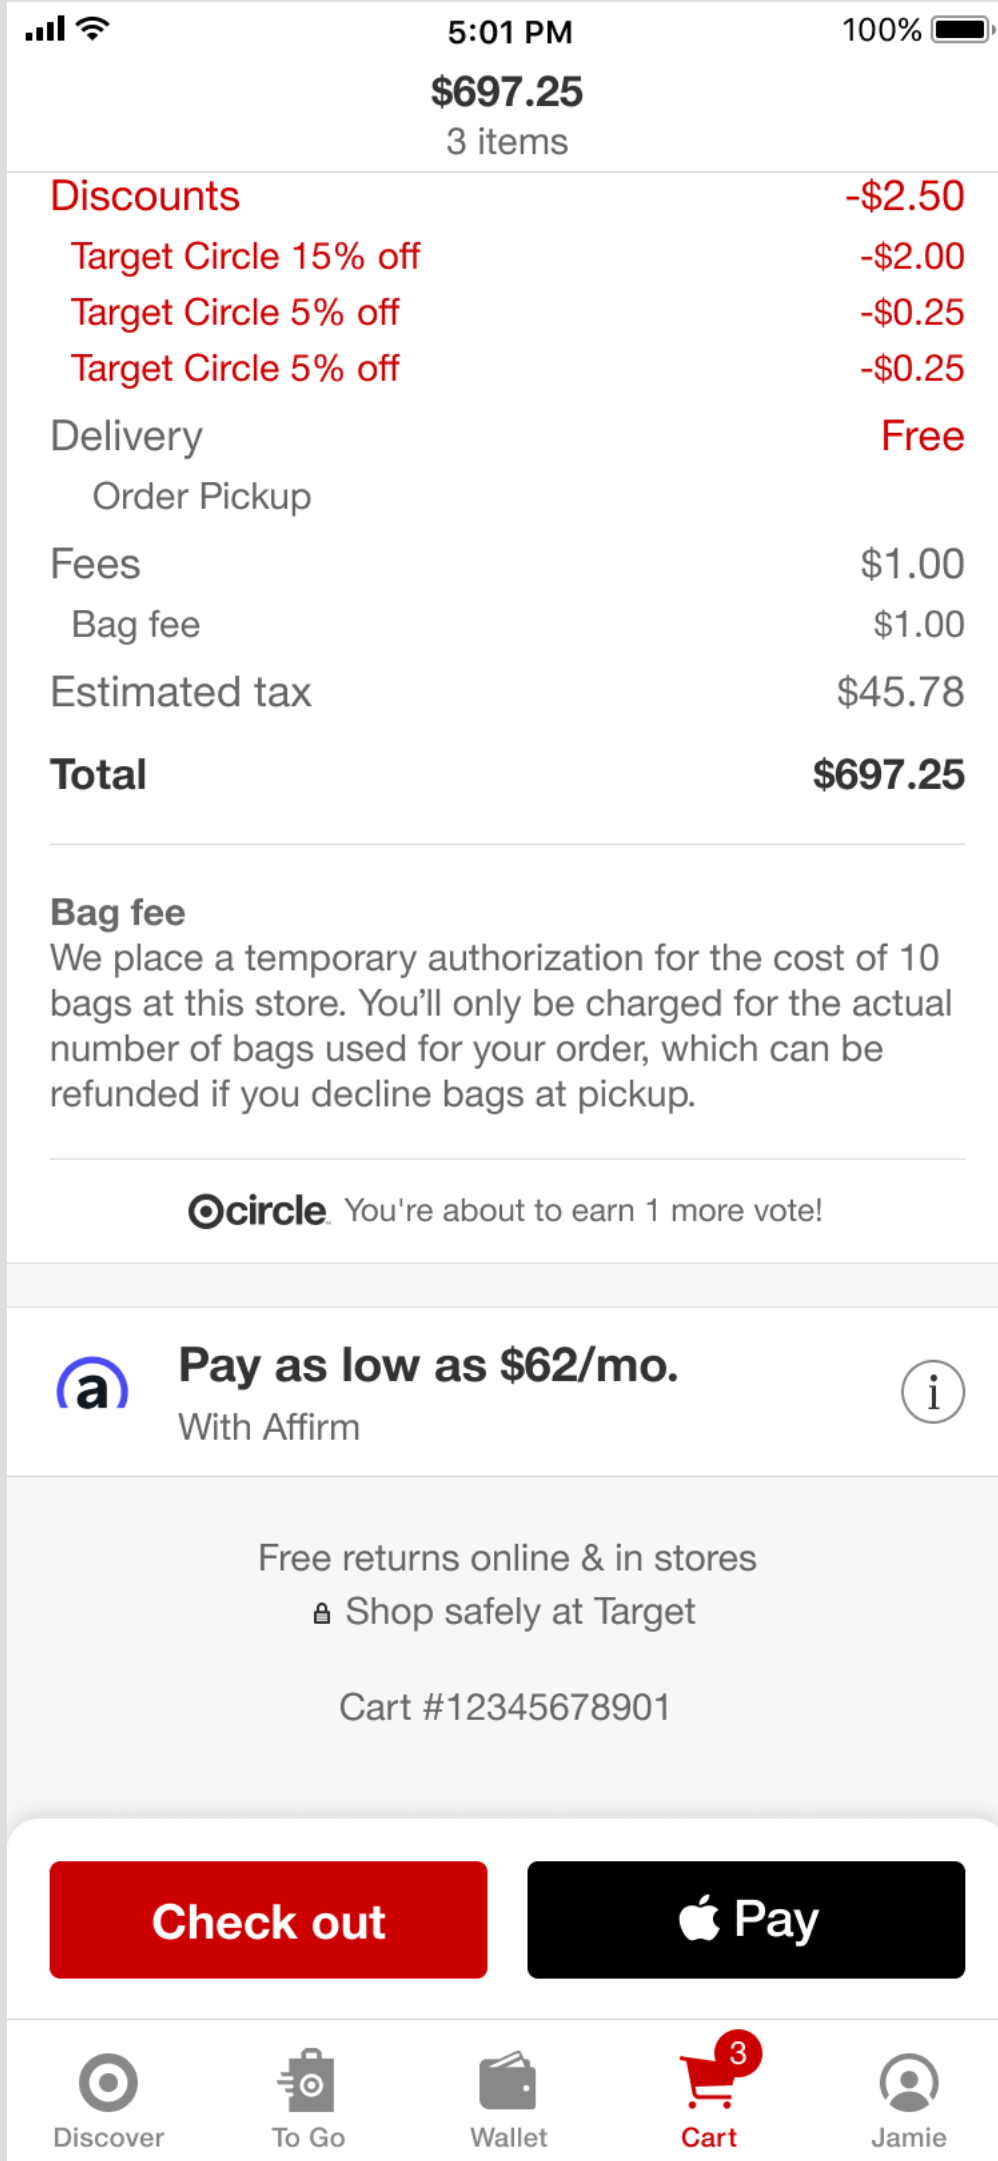 5:01 PM
100%
$697.25
3 items
Discounts -$2.50
Target Circle 15% off -$2.00
Target Circle 5% off -$0.25
Target Circle 5% off -$0.25
Delivery Free
Order Pickup
Fees $1.00
Bag fee $1.00
Estimated tax $45.78
Total $697.25
Bag fee
We place a temporary authorization for the cost of 10
bags at this store. You’ll only be charged for the actual
number of bags used for your order, which can be
refunded if you decline bags at pickup.
circle You're about to earn 1 more vote!
a
Pay as low as $62/mo.
With Affirm
i
Free returns online & in stores
Shop safely at Target
Cart #12345678901
Check out
Pay
3
Discover
To Go
Wallet
Cart
Jamie